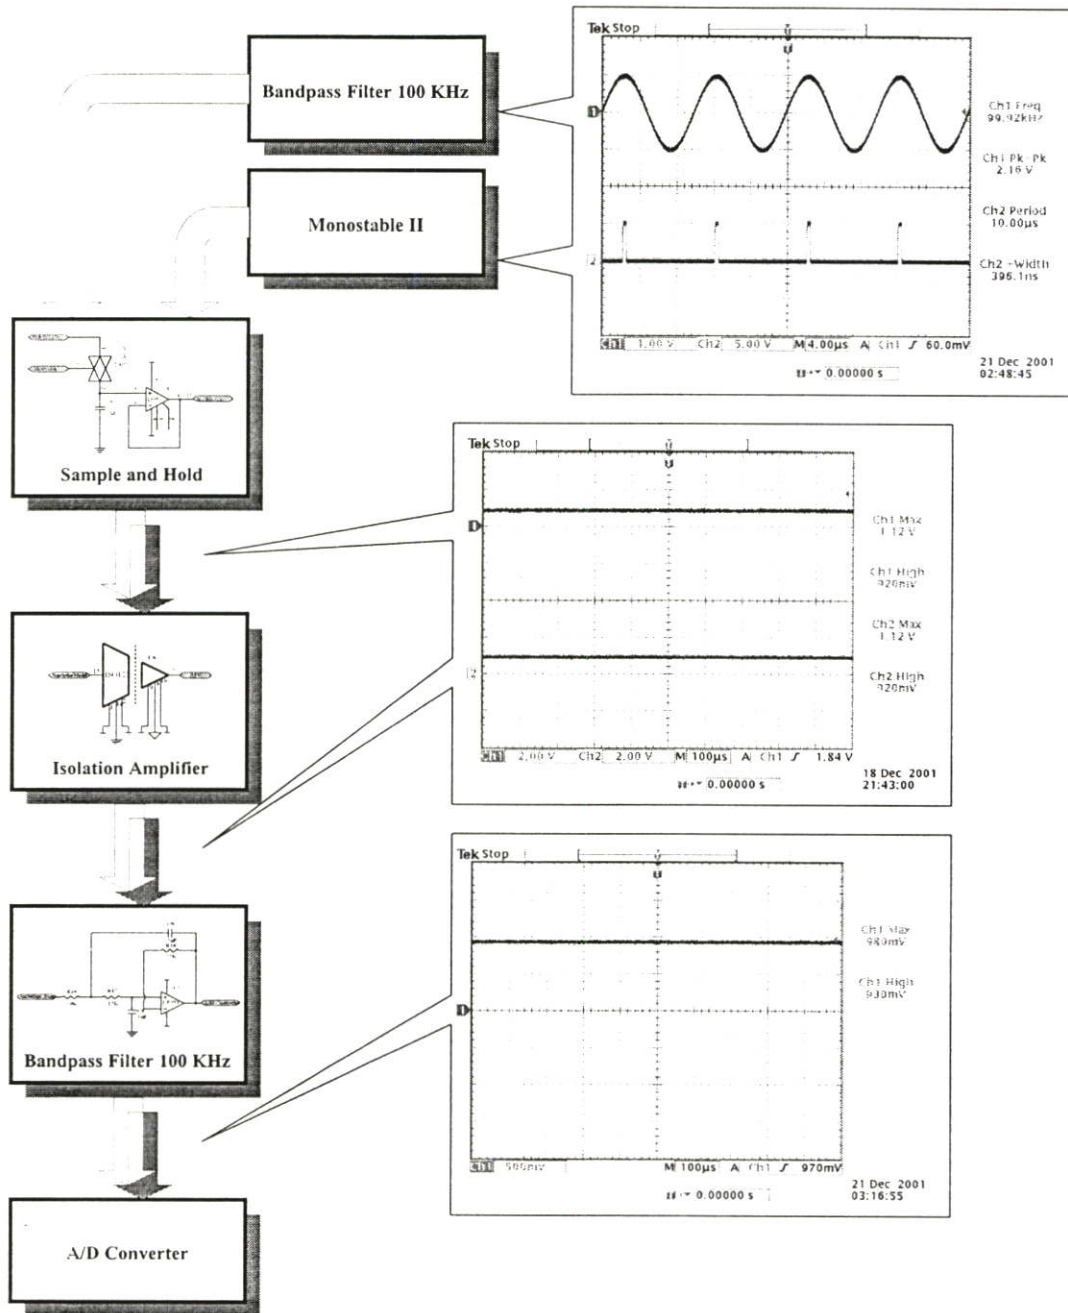 Bandpass Filter 100 KHz
Monostable II
Tek Stop
1
2
Ch1 Freq
99.92kHz
Ch1 Pk-Pk
2.16 V
Ch2 Period
10.00µs
Ch2 -Width
396.1ns
Ch1 1.00 V Ch2 5.00 V M 4.00µs A Ch1 60.0mV
0.00000 s
21 Dec 2001
02:48:45
Sample and Hold
Tek Stop
2
Ch1 Max
1.12 V
Ch1 High
920mV
Ch2 Max
1.12 V
Ch2 High
920mV
2.00 V Ch2 2.00 V M 100µs A Ch1 1.84 V
0.00000 s
18 Dec 2001
21:43:00
Isolation Amplifier
Tek Stop
1
Ch1 Max
980mV
Ch1 High
930mV
Ch1 500mV M 100µs A Ch1 970mV
0.00000 s
21 Dec 2001
03:16:55
Bandpass Filter 100 KHz
A/D Converter